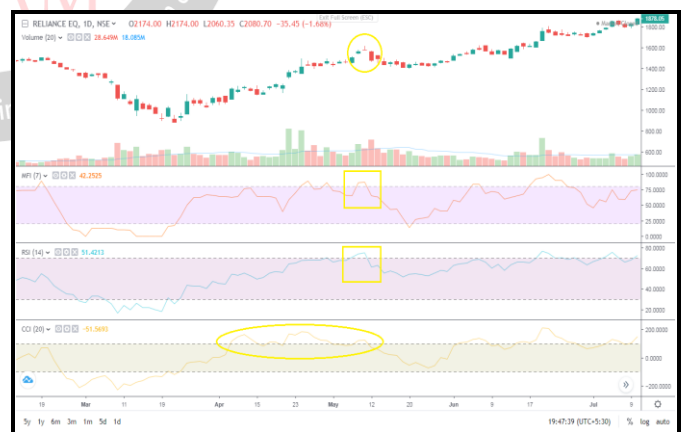 Exit Full Screen (ESC)
RELIANCE EQ, 1D, NSE O2174.00 H2174.00 L2060.35 C2080.70 −35.45 (−1.68%)
1878.05
Volume (20) 28.649M 18.085M
1600.00
1400.00
1200.00
1000.00
800.00
600.00
MFI (7) 42.2525
100.0000
75.0000
50.0000
25.0000
0.0000
RSI (14) 51.4213
80.0000
60.0000
40.0000
20.0000
CCI (20) −51.5693
200.0000
0.0000
−200.0000
19 Mar 11 19 Apr 15 23 May 12 20 Jun 9 17 Jul 9
5y 1y 6m 3m 1m 5d 1d 19:47:39 (UTC+5:30) % log auto